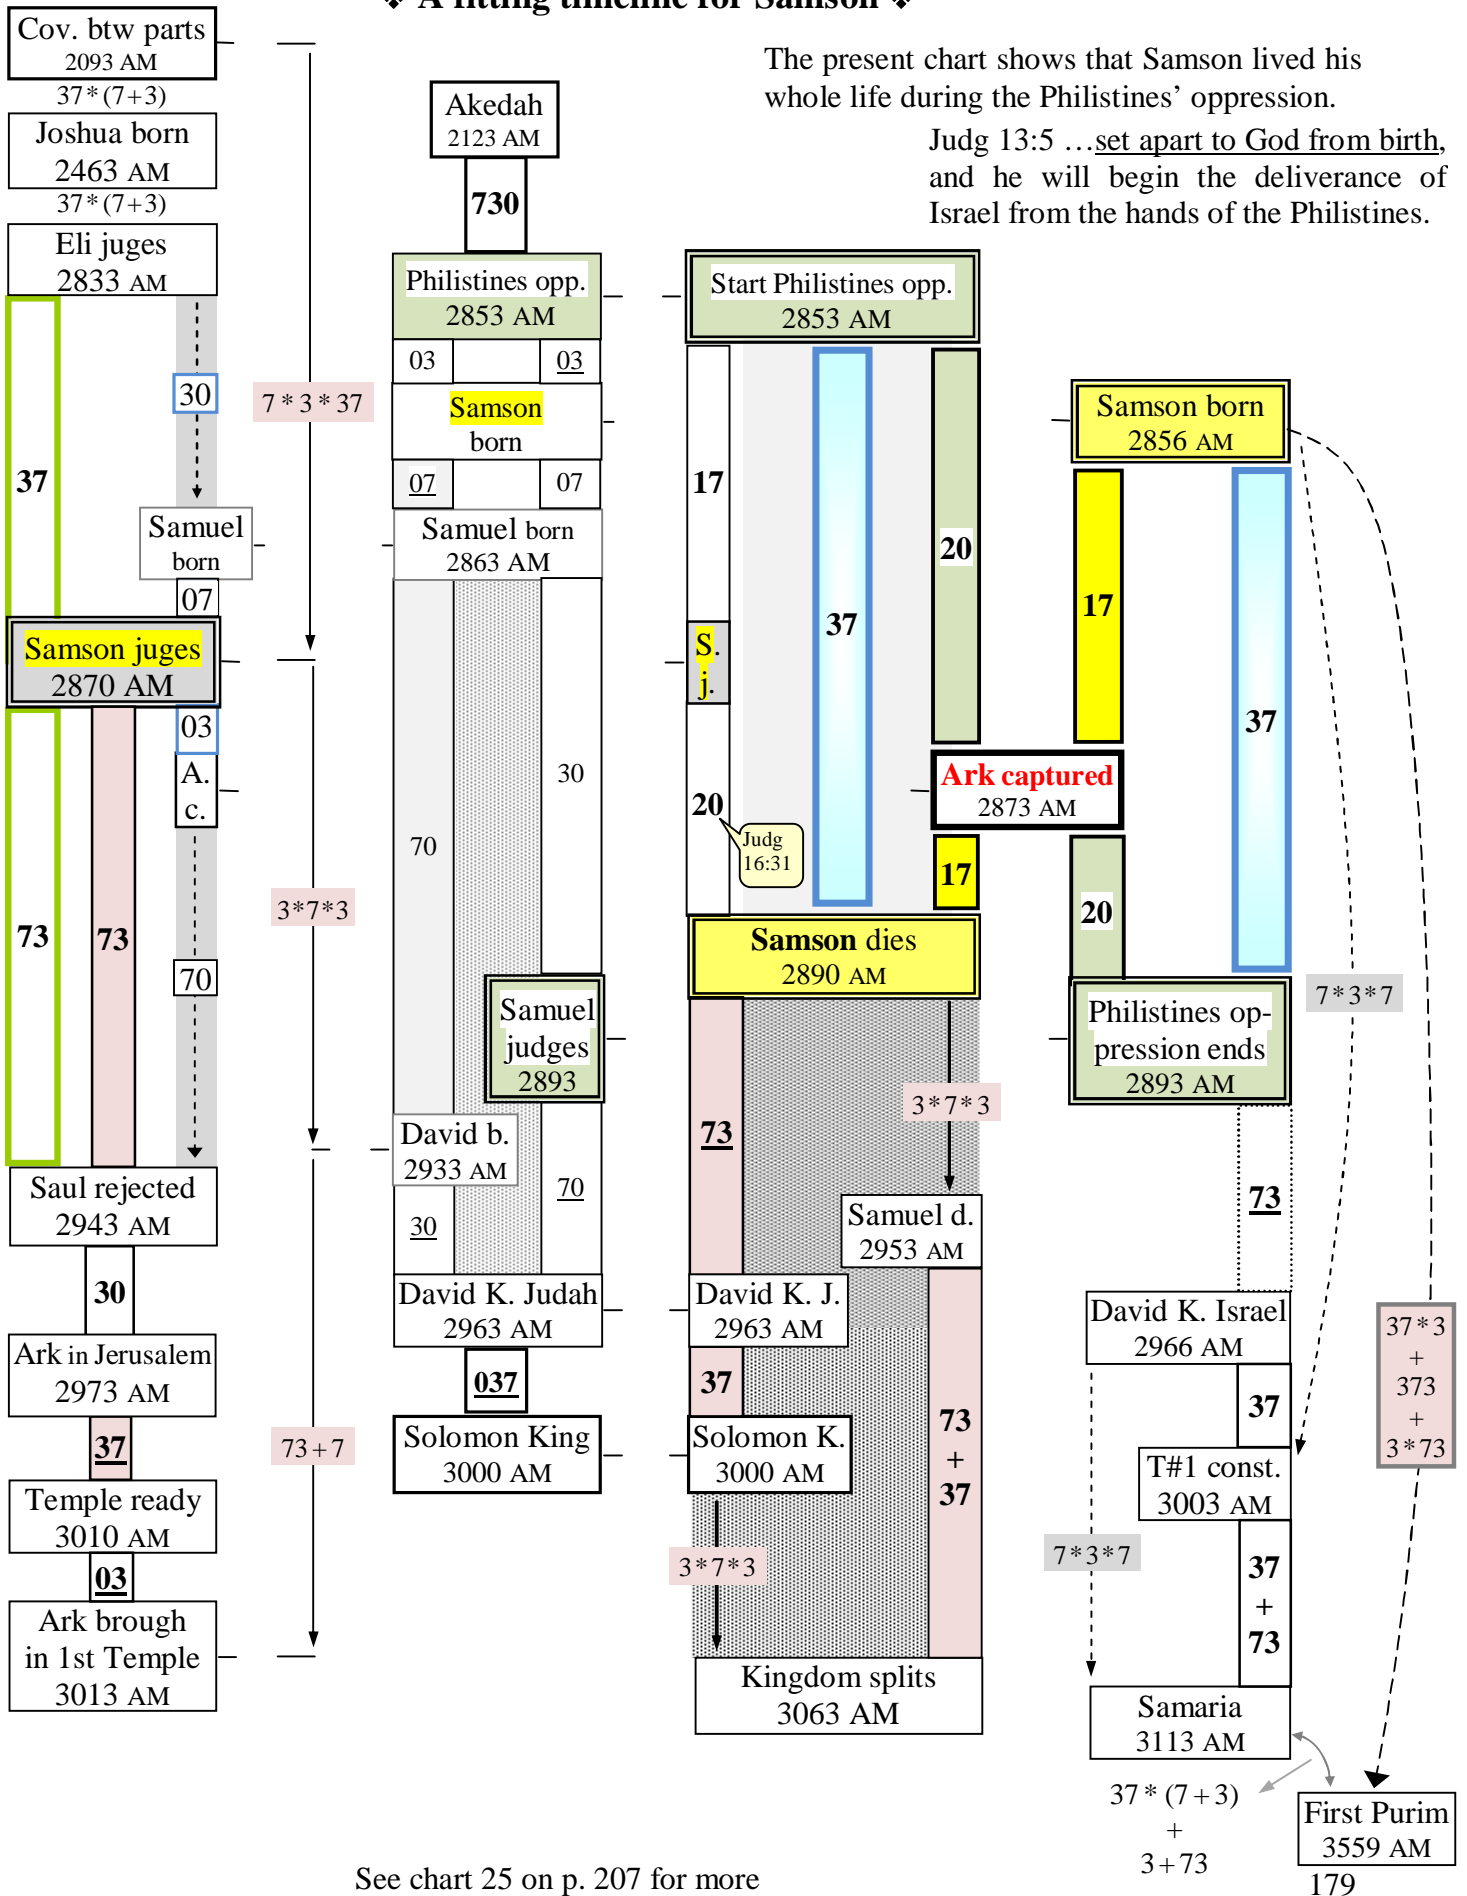 ❖ A fitting timeline for Samson ❖
The present chart shows that Samson lived his
whole life during the Philistines’ oppression.
Judg 13:5 …set apart to God from birth,
and he will begin the deliverance of
Israel from the hands of the Philistines.
Cov. btw parts
2093 AM
37*(7+3)
Joshua born
2463 AM
37*(7+3)
Eli juges
2833 AM
37
30
Samuel
born
07
Samson juges
2870 AM
03
A.
c.
73
73
70
Saul rejected
2943 AM
30
Ark in Jerusalem
2973 AM
37
Temple ready
3010 AM
03
Ark brough
in 1st Temple
3013 AM
7*3*37
3*7*3
73+7
Akedah
2123 AM
730
Philistines opp.
2853 AM
03
03
Samson
born
07
07
Samuel born
2863 AM
70
30
Samuel
judges
2893
David b.
2933 AM
30
70
David K. Judah
2963 AM
037
Solomon King
3000 AM
Start Philistines opp.
2853 AM
17
37
20
S.
j.
20
Judg
16:31
Ark captured
2873 AM
17
Samson dies
2890 AM
73
3*7*3
Samuel d.
2953 AM
David K. J.
2963 AM
37
Solomon K.
3000 AM
73
+
37
3*7*3
Kingdom splits
3063 AM
Samson born
2856 AM
17
37
20
Philistines op-
pression ends
2893 AM
7*3*7
73
David K. Israel
2966 AM
37
T#1 const.
3003 AM
7*3*7
37
+
73
Samaria
3113 AM
37*3
+
373
+
3*73
37*(7+3)
+
3+73
First Purim
3559 AM
See chart 25 on p. 207 for more
179